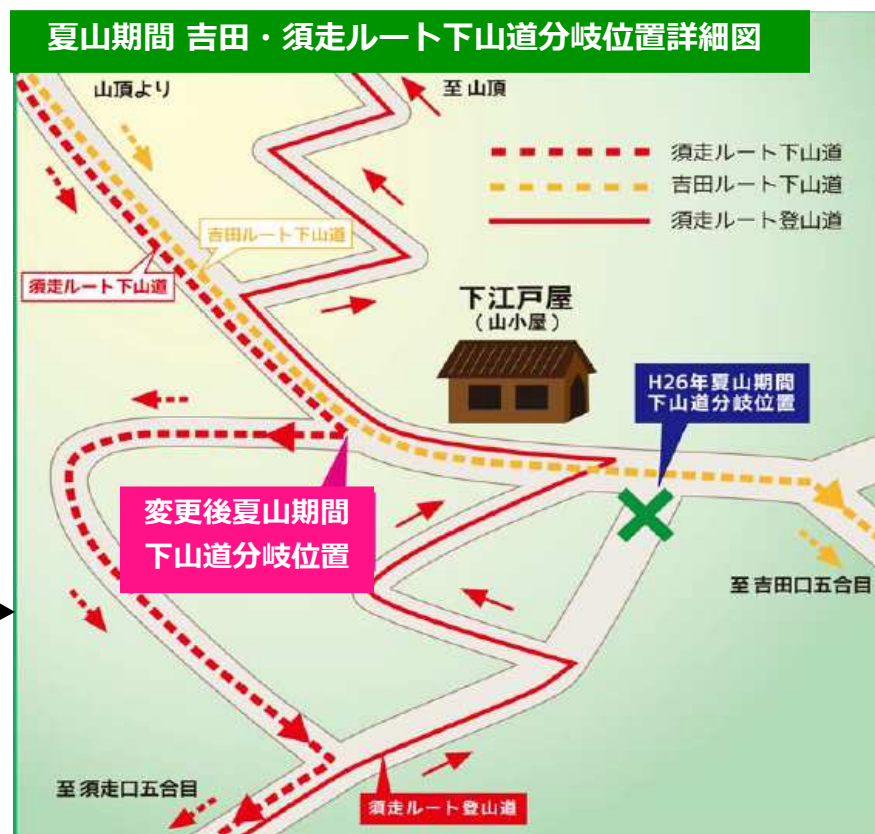 夏山期間 吉田・須走ルート下山道分岐位置詳細図
山頂より
至 山頂
須走ルート下山道
吉田ルート下山道
須走ルート登山道
吉田ルート下山道
須走ルート下山道
下江戸屋
(山小屋)
H26年夏山期間
下山道分岐位置
変更後夏山期間
下山道分岐位置
至 吉田口五合目
至 須走口五合目
須走ルート登山道